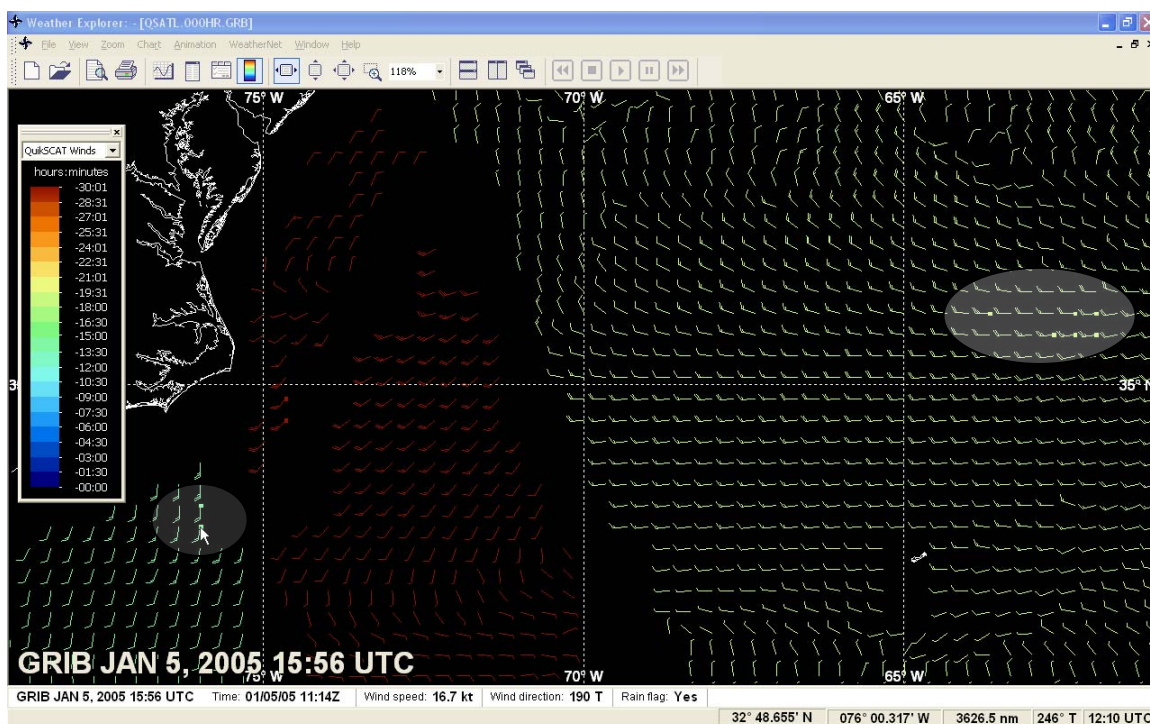 Weather Explorer: - [QSATL.000HR.GRB]
File View Zoom Chart Animation WeatherNet Window Help
118%
75° W 70° W 65° W
QuikSCAT Winds
hours:minutes
-30:01
-28:31
-27:01
-25:31
-24:01
-22:31
-21:01
-19:31
-18:00
-16:30
-15:00
-13:30
-12:00
-10:30
-09:00
-07:30
-06:00
-04:30
-03:00
-01:30
-00:00
35° N
GRIB JAN 5, 2005 15:56 UTC
75° W 70° W 65° W
GRIB JAN 5, 2005 15:56 UTC Time: 01/05/05 11:14Z Wind speed: 16.7 kt Wind direction: 190 T Rain flag: Yes
32° 48.655' N 076° 00.317' W 3626.5 nm 246° T 12:10 UTC